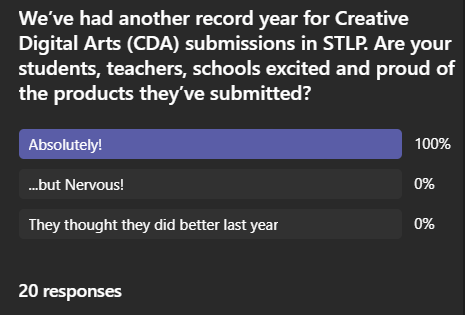 We’ve had another record year for Creative
Digital Arts (CDA) submissions in STLP. Are your
students, teachers, schools excited and proud of
the products they’ve submitted?
Absolutely! 100%
...but Nervous! 0%
They thought they did better last year 0%
20 responses